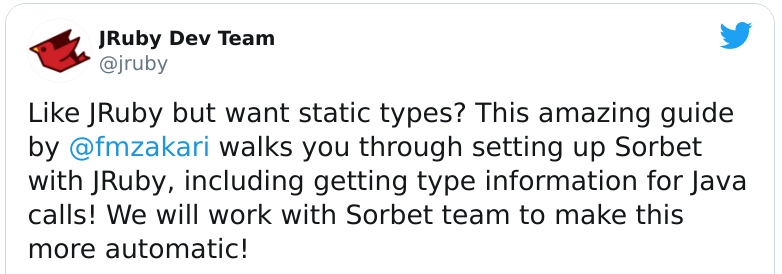 JRuby Dev Team
@jruby
Like JRuby but want static types? This amazing guide
by @fmzakari walks you through setting up Sorbet
with JRuby, including getting type information for Java
calls! We will work with Sorbet team to make this
more automatic!